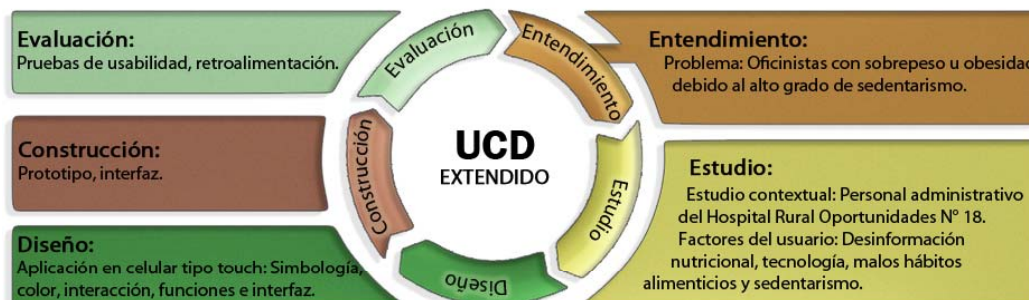 Evaluación:
Pruebas de usabilidad, retroalimentación.
Construcción:
Prototipo, interfaz.
Diseño:
Aplicación en celular tipo touch: Simbología,
color, interacción, funciones e interfaz.
Evaluación
Entendimiento
Estudio
Diseño
Construcción
UCD
EXTENDIDO
Entendimiento:
Problema: Oficinistas con sobrepeso u obesidad
debido al alto grado de sedentarismo.
Estudio:
Estudio contextual: Personal administrativo
del Hospital Rural Oportunidades N° 18.
Factores del usuario: Desinformación
nutricional, tecnología, malos hábitos
alimenticios y sedentarismo.